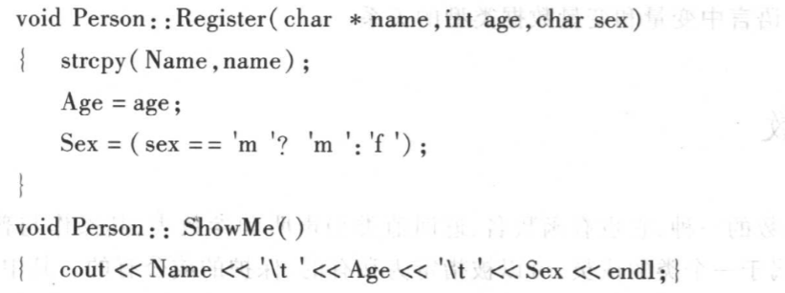 void Person::Register(char *name,int age,char sex)
{ strcpy(Name,name);
Age = age;
Sex = (sex == 'm '? 'm ':'f ');
}
void Person:: ShowMe()
{ cout << Name << '\t '<< Age << '\t '<< Sex << endl;}